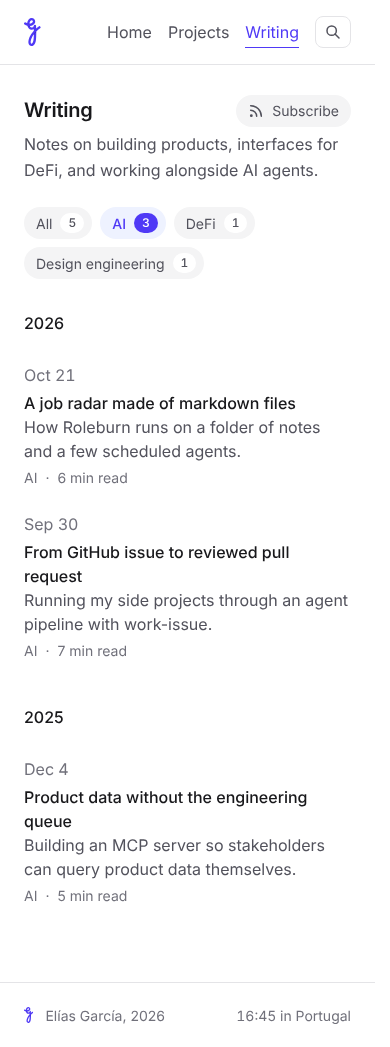 Home Projects Writing
Writing
Subscribe
Notes on building products, interfaces for
DeFi, and working alongside AI agents.
All 5 AI 3 DeFi 1
Design engineering 1
2026
Oct 21
A job radar made of markdown files
How Roleburn runs on a folder of notes
and a few scheduled agents.
AI · 6 min read
Sep 30
From GitHub issue to reviewed pull
request
Running my side projects through an agent
pipeline with work-issue.
AI · 7 min read
2025
Dec 4
Product data without the engineering
queue
Building an MCP server so stakeholders
can query product data themselves.
AI · 5 min read
Elías García, 2026
16:45 in Portugal